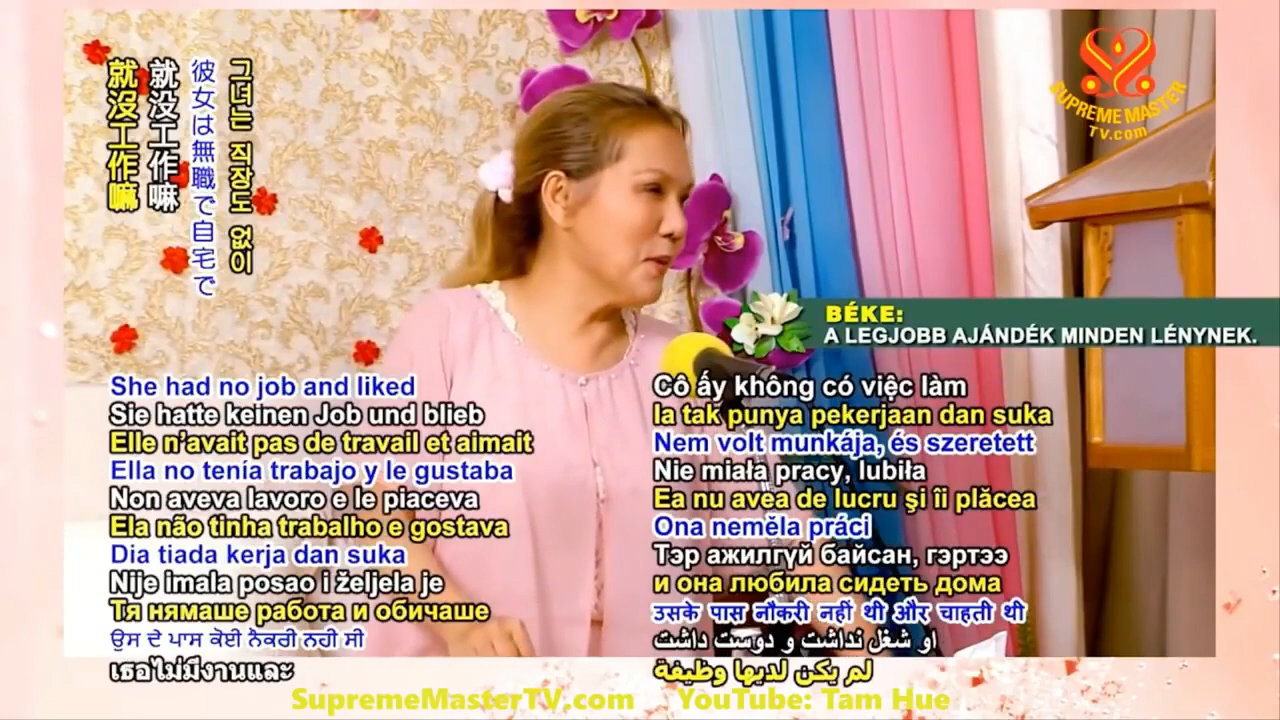 就沒工作嘛
就没工作嘛
彼女は無職で自宅で
그녀는 직장도 없이
SUPREME MASTER
TV.com
BÉKE:
A LEGJOBB AJÁNDÉK MINDEN LÉNYNEK.
She had no job and liked
Sie hatte keinen Job und blieb
Elle n'avait pas de travail et aimait
Ella no tenía trabajo y le gustaba
Non aveva lavoro e le piaceva
Ela não tinha trabalho e gostava
Dia tiada kerja dan suka
Nije imala posao i željela je
Тя нямаше работа и обичаше
ਉਸ ਦੇ ਪਾਸ ਕੋਈ ਨੌਕਰੀ ਨਹੀ ਸੀ
เธอไม่มีงานและ
Cô ấy không có việc làm
Ia tak punya pekerjaan dan suka
Nem volt munkája, és szeretett
Nie miała pracy, lubiła
Ea nu avea de lucru şi îi plăcea
Ona neměla práci
Тэр ажилгүй байсан, гэртээ
и она любила сидеть дома
उसके पास नौकरी नहीं थी और चाहती थी
او شغل نداشت و دوست داشت
لم يكن لديها وظيفة
SupremeMasterTV.com YouTube: Tam Hue